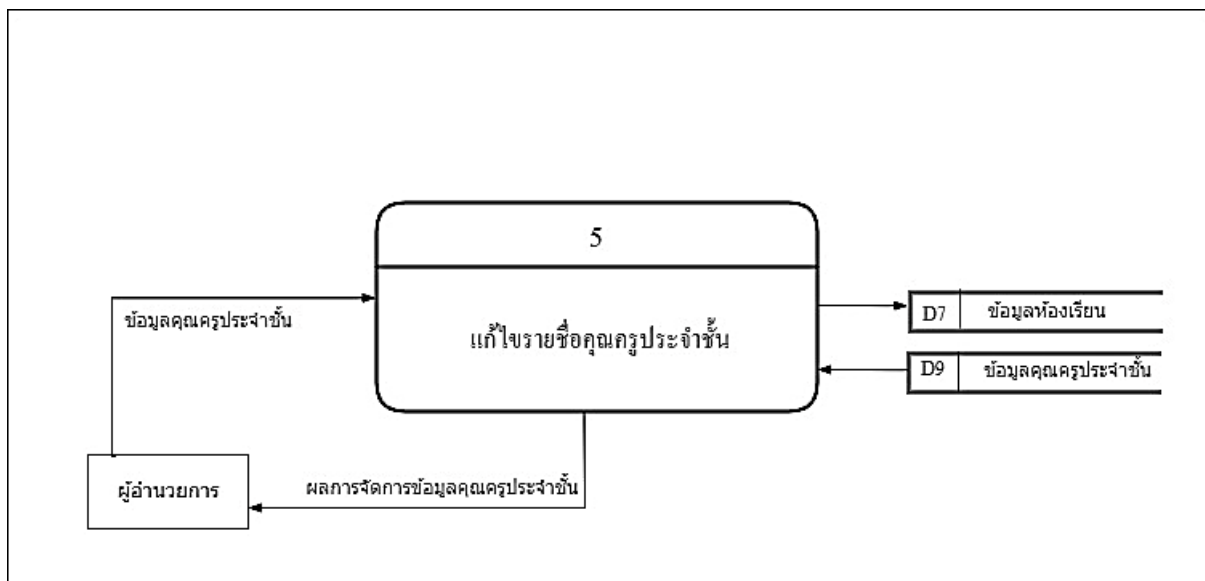 5
แก้ไขรายชื่อคุณครูประจำชั้น
ข้อมูลคุณครูประจำชั้น
D7 ข้อมูลห้องเรียน
D9 ข้อมูลคุณครูประจำชั้น
ผู้อำนวยการ
ผลการจัดการข้อมูลคุณครูประจำชั้น